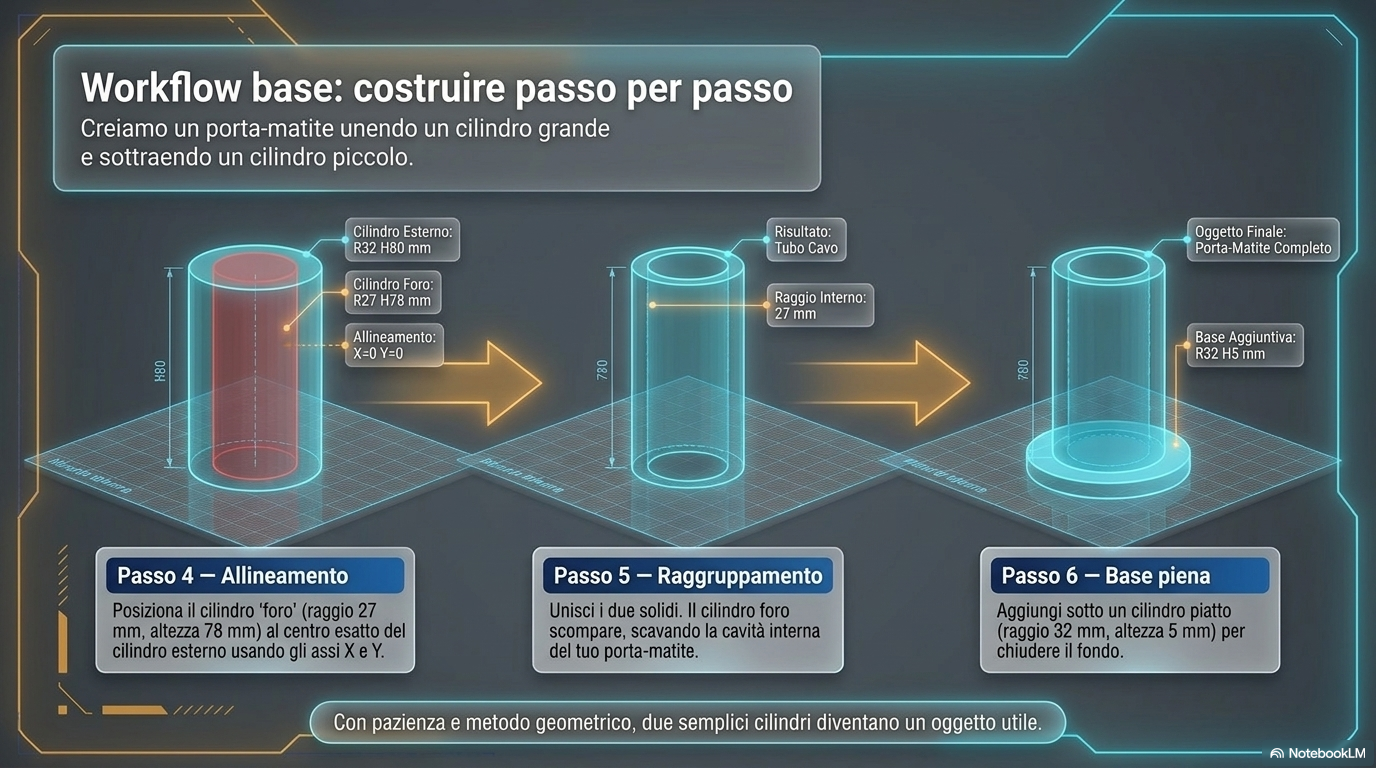 Workflow base: costruire passo per passo
Creiamo un porta-matite unendo un cilindro grande
e sottraendo un cilindro piccolo.
Cilindro Esterno:
R32 H80 mm
Cilindro Foro:
R27 H78 mm
Allineamento:
X=0 Y=0
H80
Risultato:
Tubo Cavo
Raggio Interno:
27 mm
780
Oggetto Finale:
Porta-Matite Completo
Base Aggiuntiva:
R32 H5 mm
780
Passo 4 — Allineamento
Posiziona il cilindro 'foro' (raggio 27
mm, altezza 78 mm) al centro esatto del
cilindro esterno usando gli assi X e Y.
Passo 5 — Raggruppamento
Unisci i due solidi. Il cilindro foro
scompare, scavando la cavità interna
del tuo porta-matite.
Passo 6 — Base piena
Aggiungi sotto un cilindro piatto
(raggio 32 mm, altezza 5 mm) per
chiudere il fondo.
Con pazienza e metodo geometrico, due semplici cilindri diventano un oggetto utile.
NotebookLM